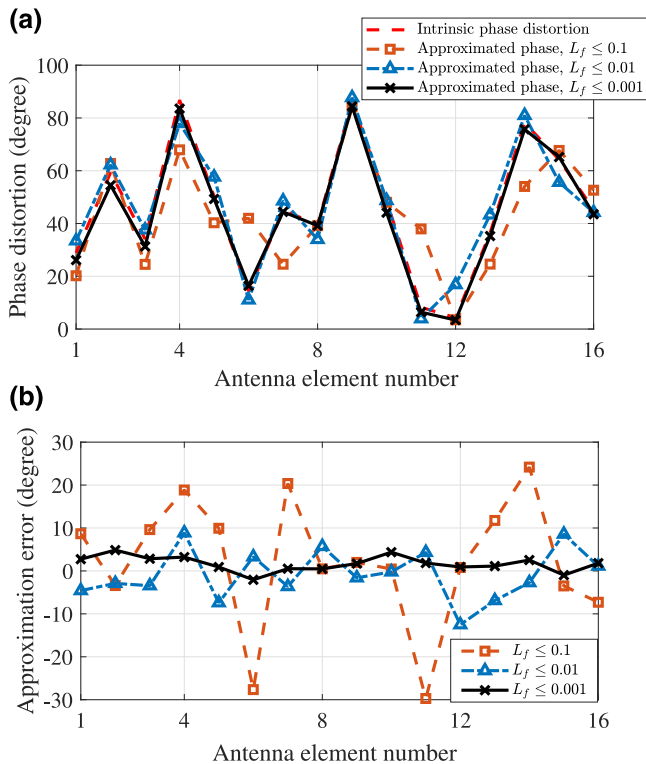 (a)
Intrinsic phase distortion
Approximated phase, L_f ≤ 0.1
Approximated phase, L_f ≤ 0.01
Approximated phase, L_f ≤ 0.001
Phase distortion (degree)
100
80
60
40
20
0
1 4 8 12 16
Antenna element number
(b)
Approximation error (degree)
30
20
10
0
-10
-20
-30
L_f ≤ 0.1
L_f ≤ 0.01
L_f ≤ 0.001
1 4 8 12 16
Antenna element number